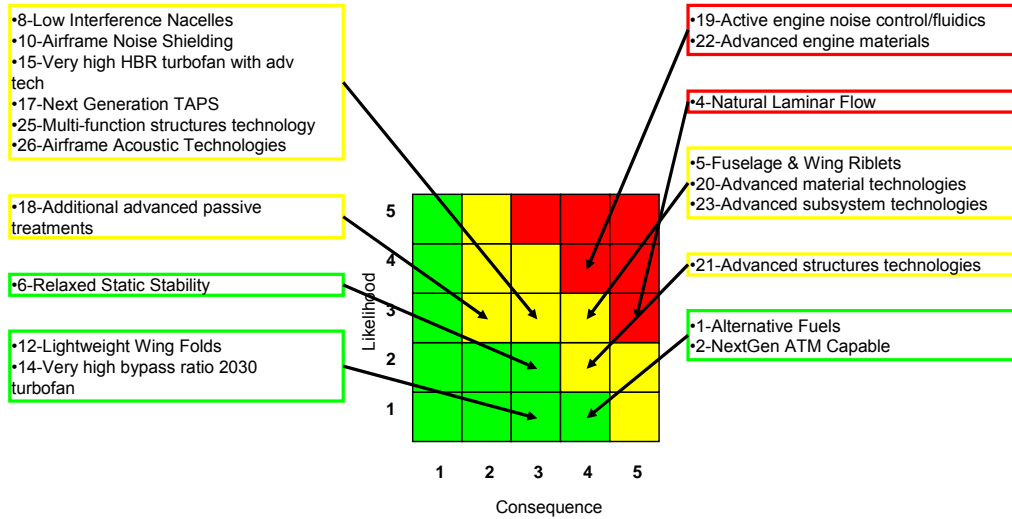 •8-Low Interference Nacelles
•10-Airframe Noise Shielding
•15-Very high HBR turbofan with adv
tech
•17-Next Generation TAPS
•25-Multi-function structures technology
•26-Airframe Acoustic Technologies
•18-Additional advanced passive
treatments
•6-Relaxed Static Stability
•12-Lightweight Wing Folds
•14-Very high bypass ratio 2030
turbofan
•19-Active engine noise control/fluidics
•22-Advanced engine materials
•4-Natural Laminar Flow
•5-Fuselage & Wing Riblets
•20-Advanced material technologies
•23-Advanced subsystem technologies
•21-Advanced structures technologies
•1-Alternative Fuels
•2-NextGen ATM Capable
Likelihood
5
4
3
2
1
1 2 3 4 5
Consequence